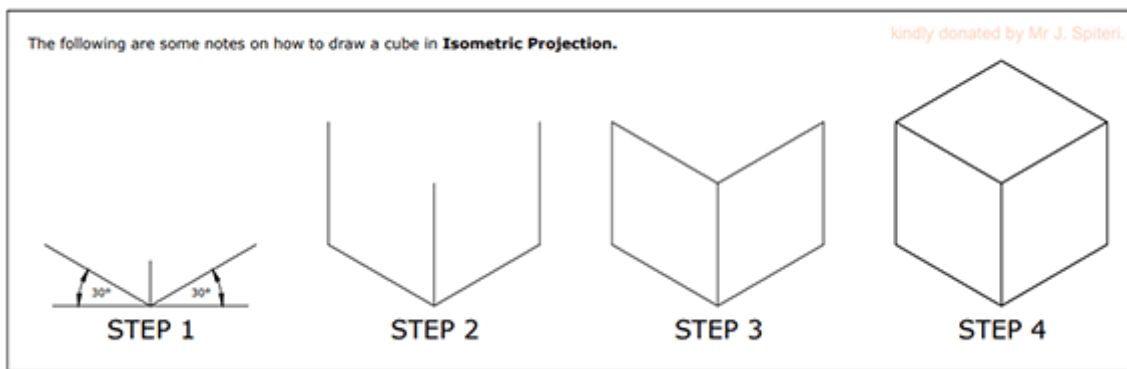 kindly donated by Mr J. Spiteri.
The following are some notes on how to draw a cube in Isometric Projection.
30°
30°
STEP 1
STEP 2
STEP 3
STEP 4